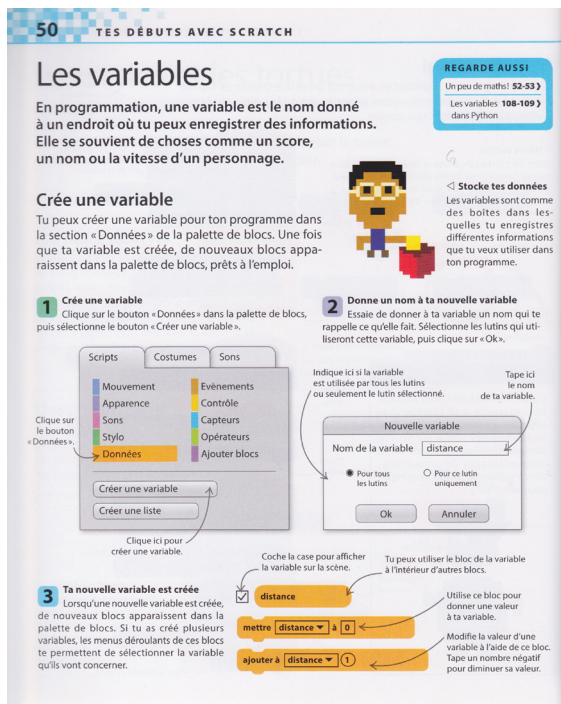 50 TES DÉBUTS AVEC SCRATCH
Les variables
En programmation, une variable est le nom donné
à un endroit où tu peux enregistrer des informations.
Elle se souvient de choses comme un score,
un nom ou la vitesse d'un personnage.
REGARDE AUSSI
Un peu de maths! 52-53 ❯
Les variables 108-109 ❯
dans Python
Crée une variable
Tu peux créer une variable pour ton programme dans
la section «Données» de la palette de blocs. Une fois
que ta variable est créée, de nouveaux blocs appa-
raissent dans la palette de blocs, prêts à l'emploi.
◁ Stocke tes données
Les variables sont comme
des boîtes dans les-
quelles tu enregistres
différentes informations
que tu veux utiliser dans
ton programme.
1 Crée une variable
Clique sur le bouton «Données» dans la palette de blocs,
puis sélectionne le bouton «Créer une variable».
2 Donne un nom à ta nouvelle variable
Essaie de donner à ta variable un nom qui te
rappelle ce qu'elle fait. Sélectionne les lutins qui uti-
liseront cette variable, puis clique sur «Ok».
Scripts Costumes Sons
Mouvement Evènements
Apparence Contrôle
Sons Capteurs
Stylo Opérateurs
Données Ajouter blocs
Créer une variable
Créer une liste
Clique sur
le bouton
«Données».
Clique ici pour
créer une variable.
Indique ici si la variable
est utilisée par tous les lutins
ou seulement le lutin sélectionné.
Tape ici
le nom
de ta variable.
Nouvelle variable
Nom de la variable distance
Pour tous
les lutins
Pour ce lutin
uniquement
Ok Annuler
3 Ta nouvelle variable est créée
Lorsqu'une nouvelle variable est créée,
de nouveaux blocs apparaissent dans la
palette de blocs. Si tu as créé plusieurs
variables, les menus déroulants de ces blocs
te permettent de sélectionner la variable
qu'ils vont concerner.
Coche la case pour afficher
la variable sur la scène.
Tu peux utiliser le bloc de la variable
à l'intérieur d'autres blocs.
distance
mettre distance ▼ à 0
ajouter à distance ▼ 1
Utilise ce bloc pour
donner une valeur
à ta variable.
Modifie la valeur d'une
variable à l'aide de ce bloc.
Tape un nombre négatif
pour diminuer sa valeur.